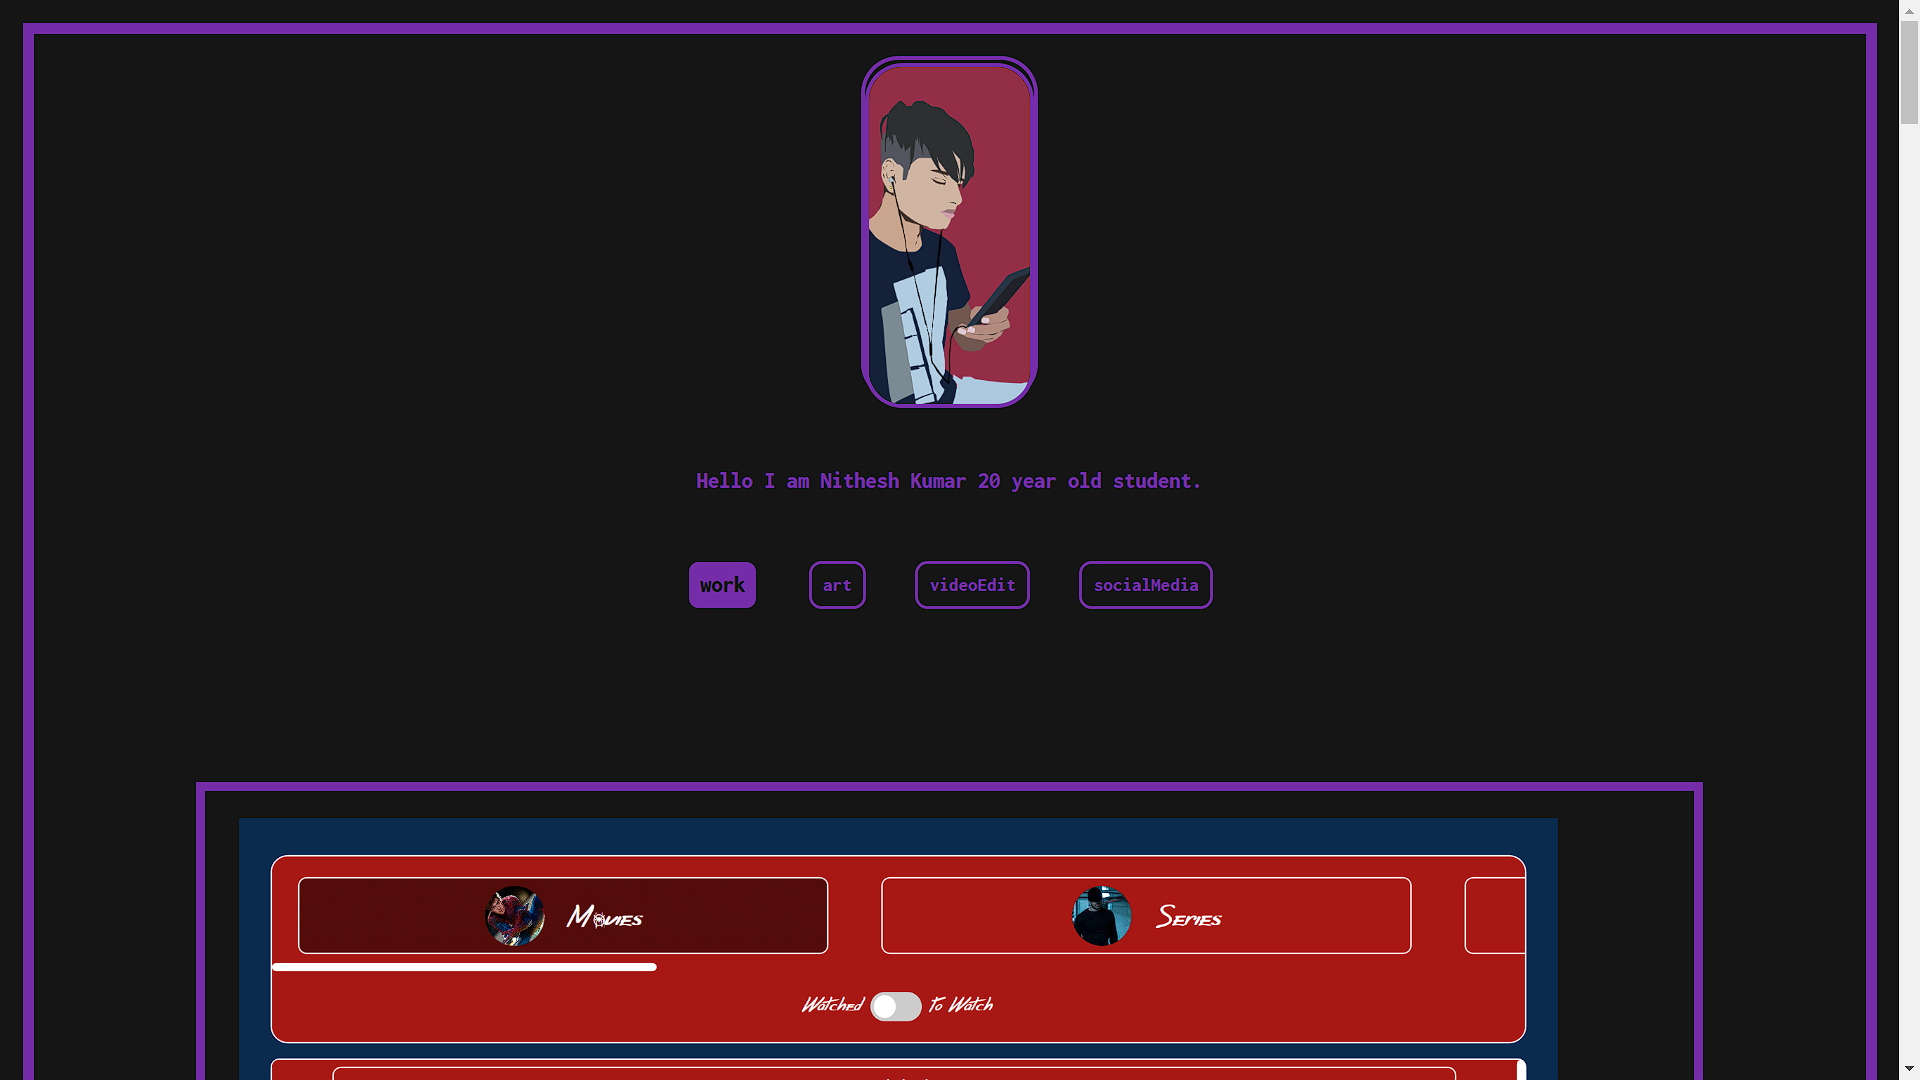 Hello I am Nithesh Kumar 20 year old student.
work
art
videoEdit
socialMedia
Movies
Series
Watched
To Watch